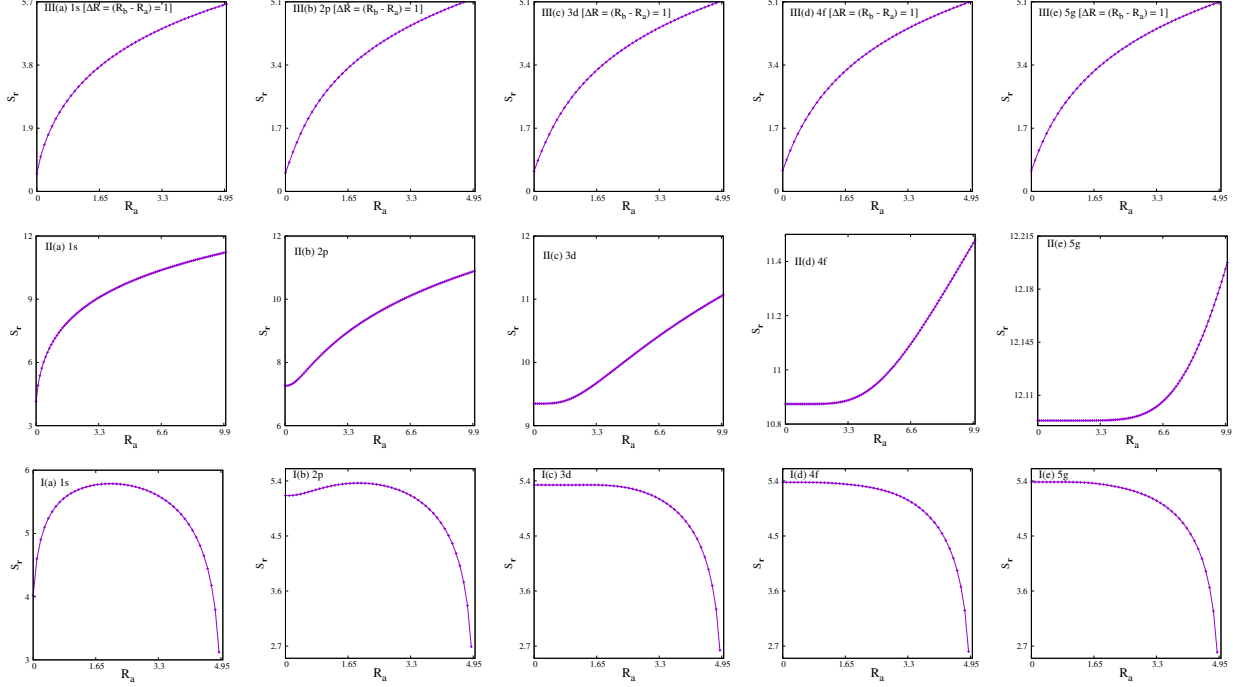 III(a) 1s [ΔR = (R_b - R_a) = 1]
5.7
3.8
1.9
0
S_r
0 1.65 3.3 4.95
R_a
III(b) 2p [ΔR = (R_b - R_a) = 1]
5.1
3.4
1.7
0
S_r
0 1.65 3.3 4.95
R_a
III(c) 3d [ΔR = (R_b - R_a) = 1]
5.1
3.4
1.7
0
S_r
0 1.65 3.3 4.95
R_a
III(d) 4f [ΔR = (R_b - R_a) = 1]
5.1
3.4
1.7
0
S_r
0 1.65 3.3 4.95
R_a
III(e) 5g [ΔR = (R_b - R_a) = 1]
5.1
3.4
1.7
0
S_r
0 1.65 3.3 4.95
R_a
II(a) 1s
12
9
6
3
S_r
0 3.3 6.6 9.9
R_a
II(b) 2p
12
10
8
6
S_r
0 3.3 6.6 9.9
R_a
II(c) 3d
12
11
10
9
S_r
0 3.3 6.6 9.9
R_a
II(d) 4f
11.4
11.2
11
10.8
S_r
0 3.3 6.6 9.9
R_a
II(e) 5g
12.215
12.18
12.145
12.11
S_r
0 3.3 6.6 9.9
R_a
I(a) 1s
6
5
4
3
S_r
0 1.65 3.3 4.95
R_a
I(b) 2p
5.4
4.5
3.6
2.7
S_r
0 1.65 3.3 4.95
R_a
I(c) 3d
5.4
4.5
3.6
2.7
S_r
0 1.65 3.3 4.95
R_a
I(d) 4f
5.4
4.5
3.6
2.7
S_r
0 1.65 3.3 4.95
R_a
I(e) 5g
5.4
4.5
3.6
2.7
S_r
0 1.65 3.3 4.95
R_a